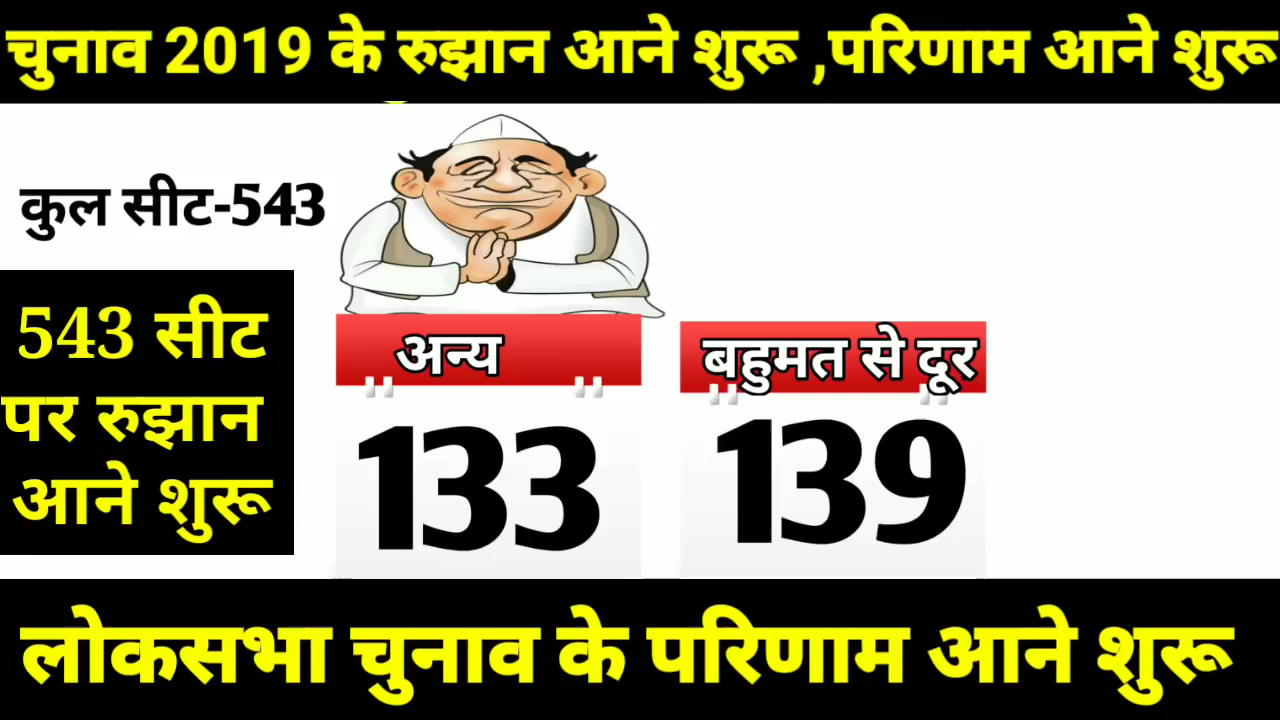 चुनाव 2019 के रुझान आने शुरू ,परिणाम आने शुरू
कुल सीट-543
543 सीट
पर रुझान
आने शुरू
अन्य
133
बहुमत से दूर
139
लोकसभा चुनाव के परिणाम आने शुरू